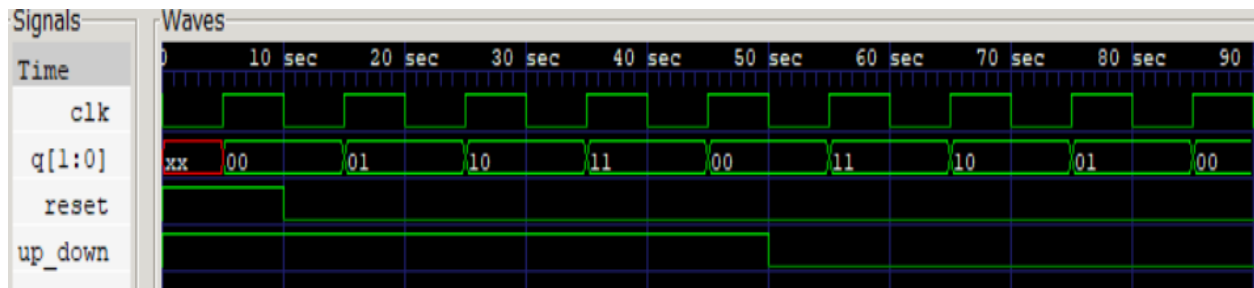 Signals Waves
Time 0 10 sec 20 sec 30 sec 40 sec 50 sec 60 sec 70 sec 80 sec 90
clk
q[1:0] xx 00 01 10 11 00 11 10 01 00
reset
up_down